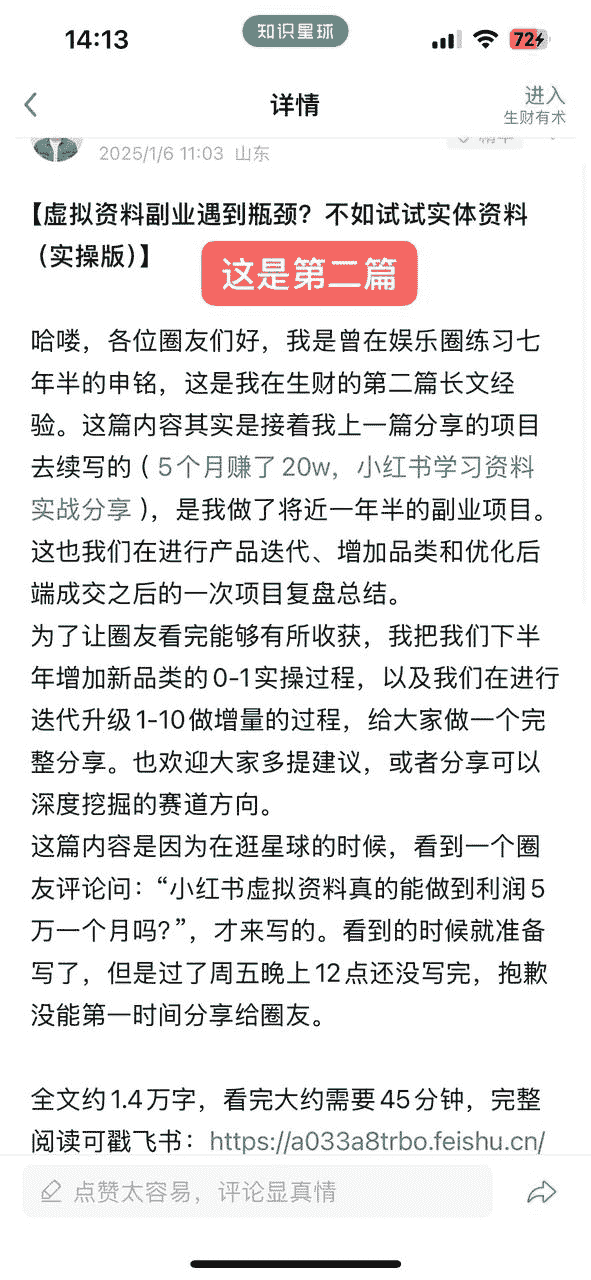 14:13
知识星球
72
详情
进入
生财有术
2025/1/6 11:03 山东
【虚拟资料副业遇到瓶颈？不如试试实体资料
（实操版）】
这是第二篇
哈喽，各位圈友们好，我是曾在娱乐圈练习七
年半的申铭，这是我在生财的第二篇长文经
验。这篇内容其实是接着我上一篇分享的项目
去续写的（5个月赚了20w，小红书学习资料
实战分享），是我做了将近一年半的副业项目。
这也我们在进行产品迭代、增加品类和优化后
端成交之后的一次项目复盘总结。
为了让圈友看完能够有所收获，我把我们下半
年增加新品类的0-1实操过程，以及我们在进行
迭代升级1-10做增量的过程，给大家做一个完
整分享。也欢迎大家多提建议，或者分享可以
深度挖掘的赛道方向。
这篇内容是因为在逛星球的时候，看到一个圈
友评论问：“小红书虚拟资料真的能做到利润5
万一个月吗?”，才来写的。看到的时候就准备
写了，但是过了周五晚上12点还没写完，抱歉
没能第一时间分享给圈友。
全文约1.4万字，看完大约需要45分钟，完整
阅读可戳飞书：https://a033a8trbo.feishu.cn/
点赞太容易，评论显真情